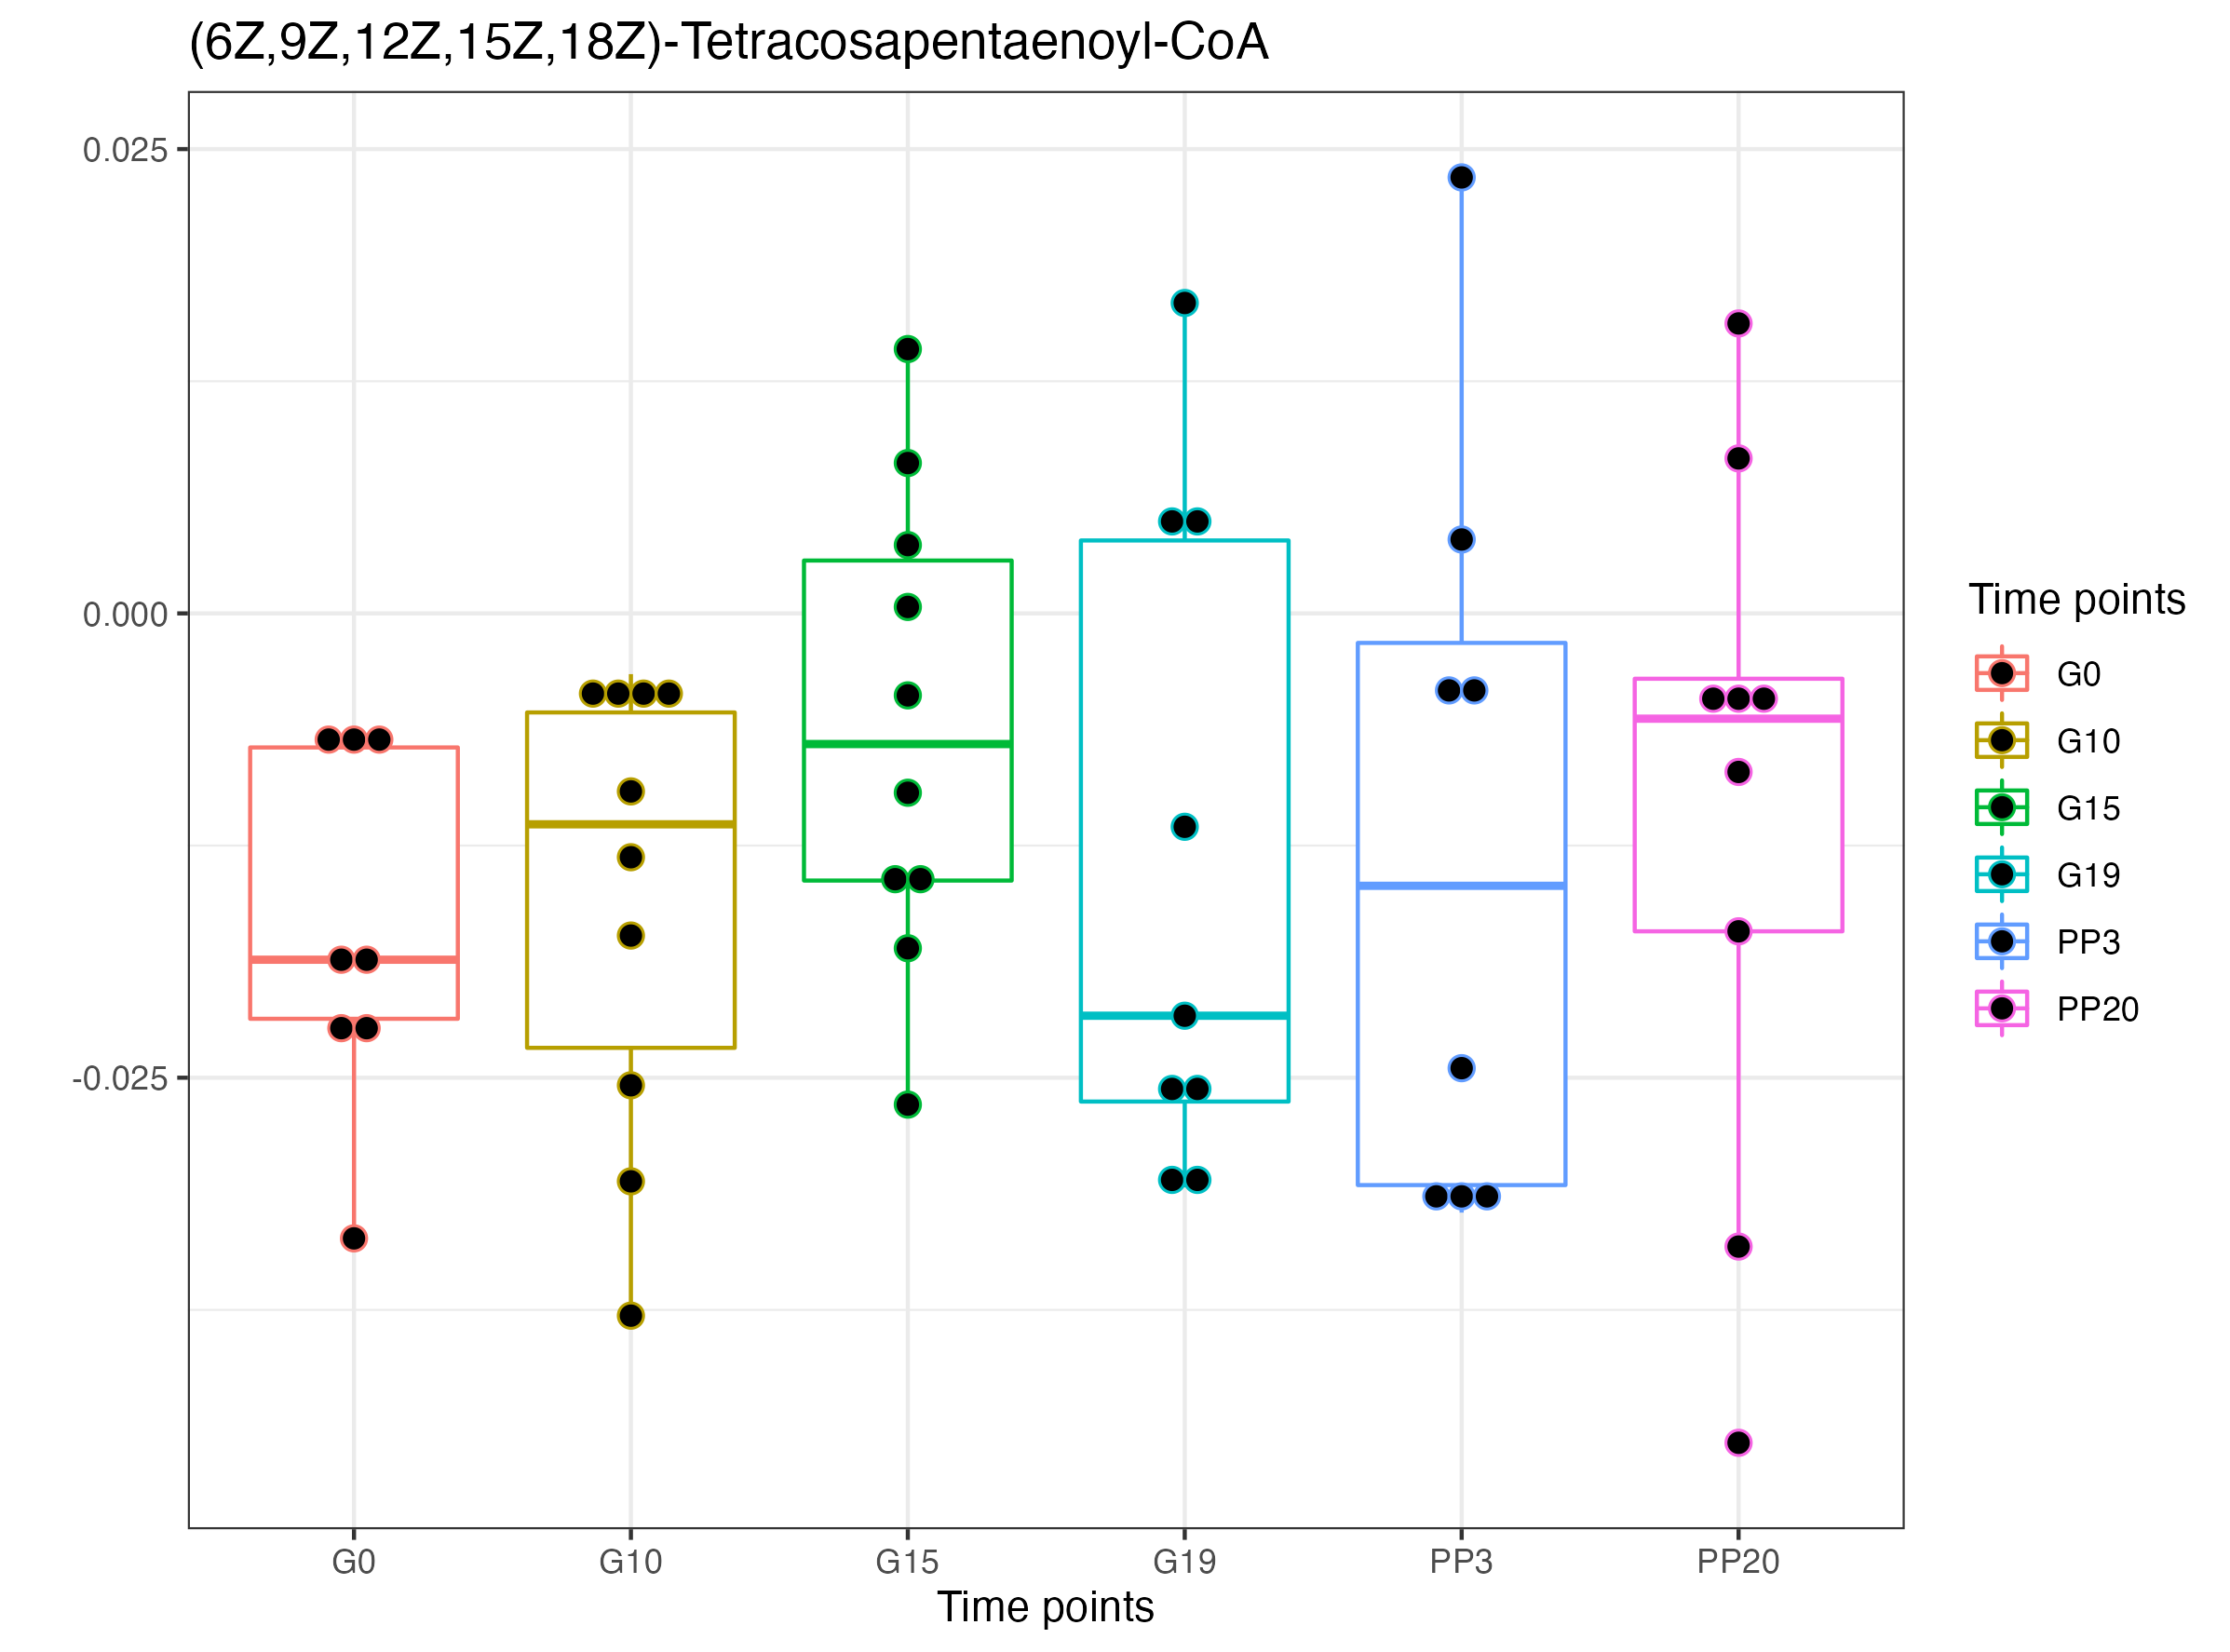 (6Z,9Z,12Z,15Z,18Z)-Tetracosapentaenoyl-CoA
0.025
0.000
-0.025
G0 G10 G15 G19 PP3 PP20
Time points
Time points
G0
G10
G15
G19
PP3
PP20